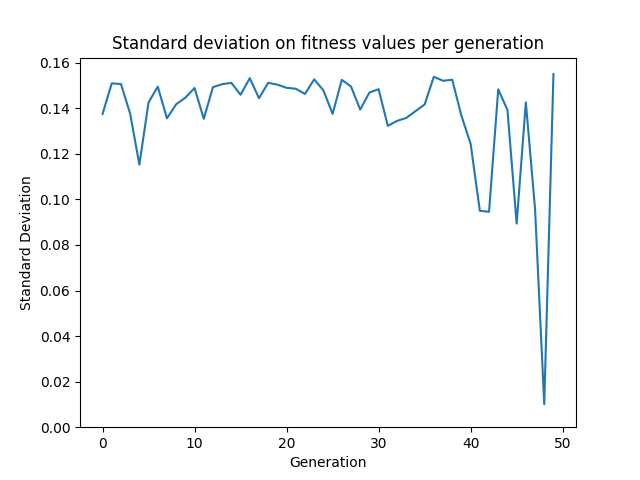 Standard deviation on fitness values per generation
0.16
0.14
0.12
0.10
0.08
0.06
0.04
0.02
0.00
Standard Deviation
0 10 20 30 40 50
Generation